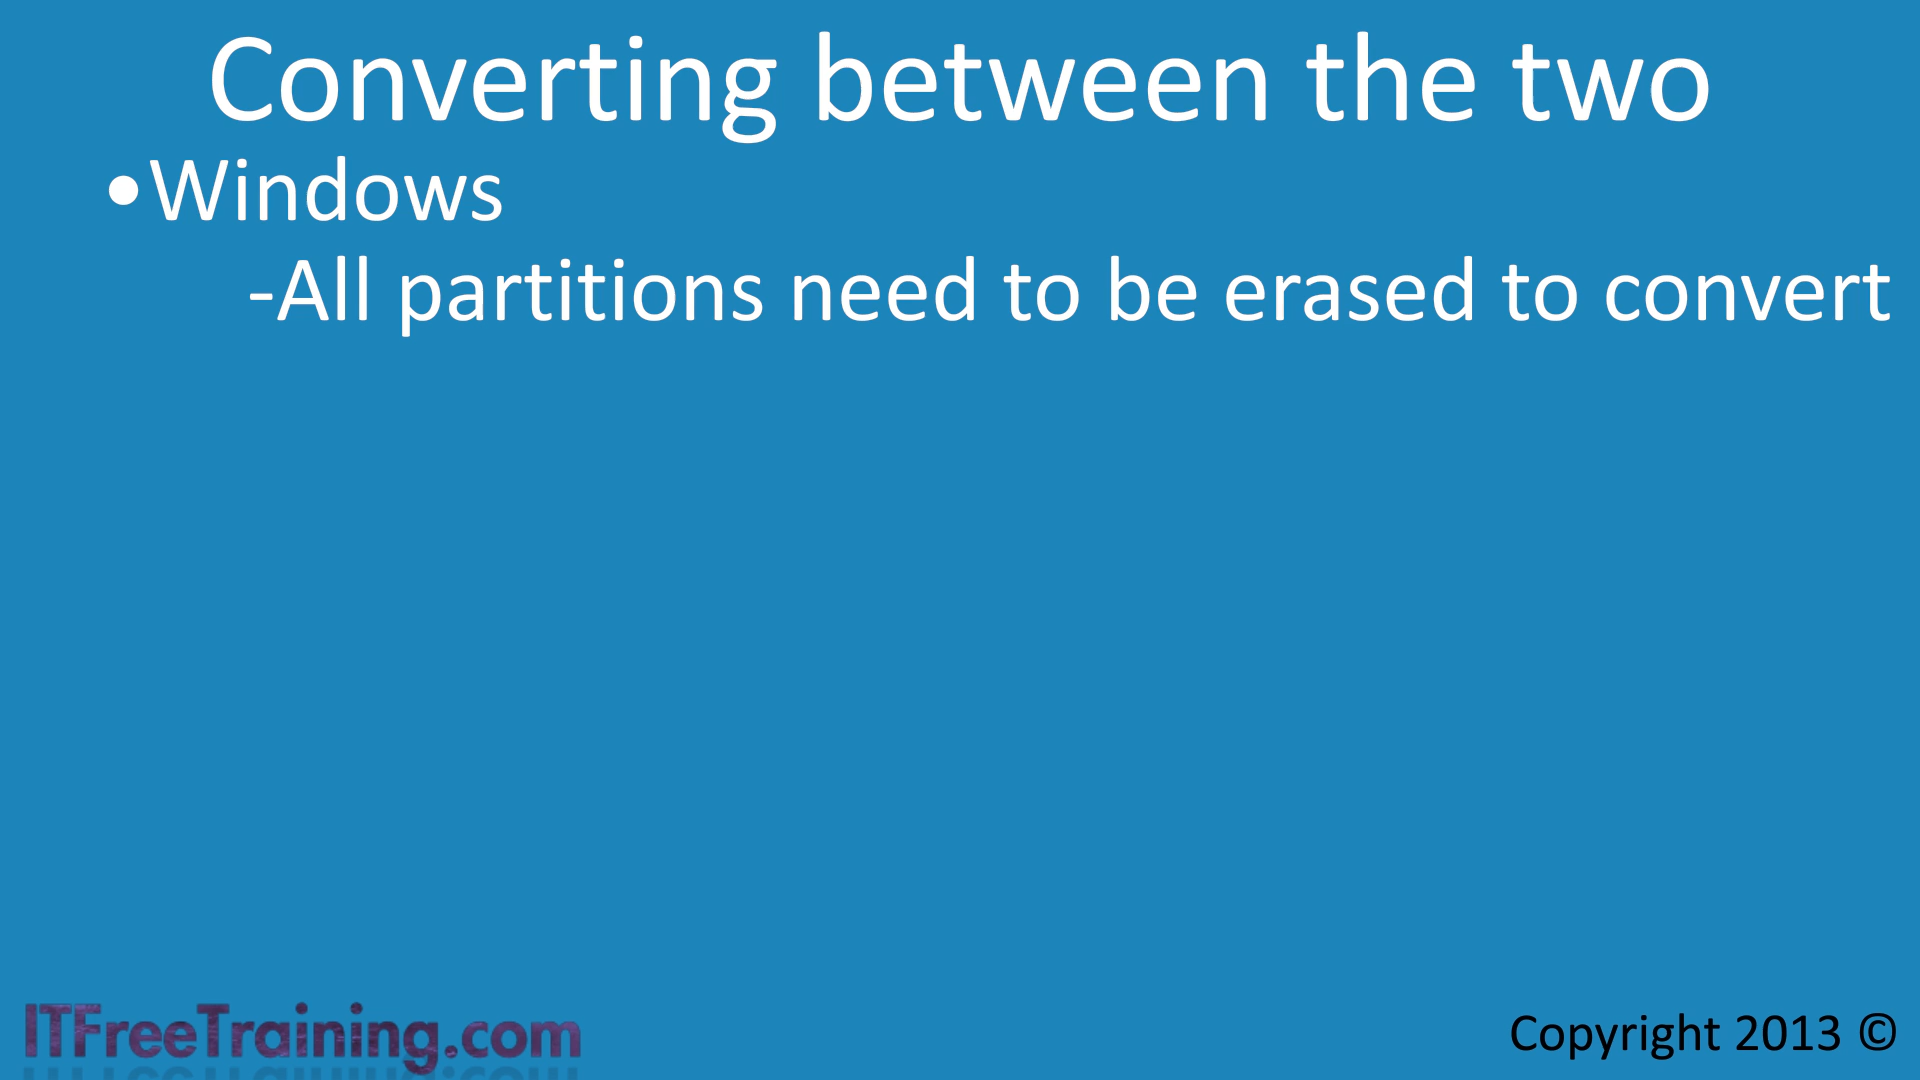 Converting between the two
•Windows
-All partitions need to be erased to convert
ITFreeTraining.com
Copyright 2013 ©